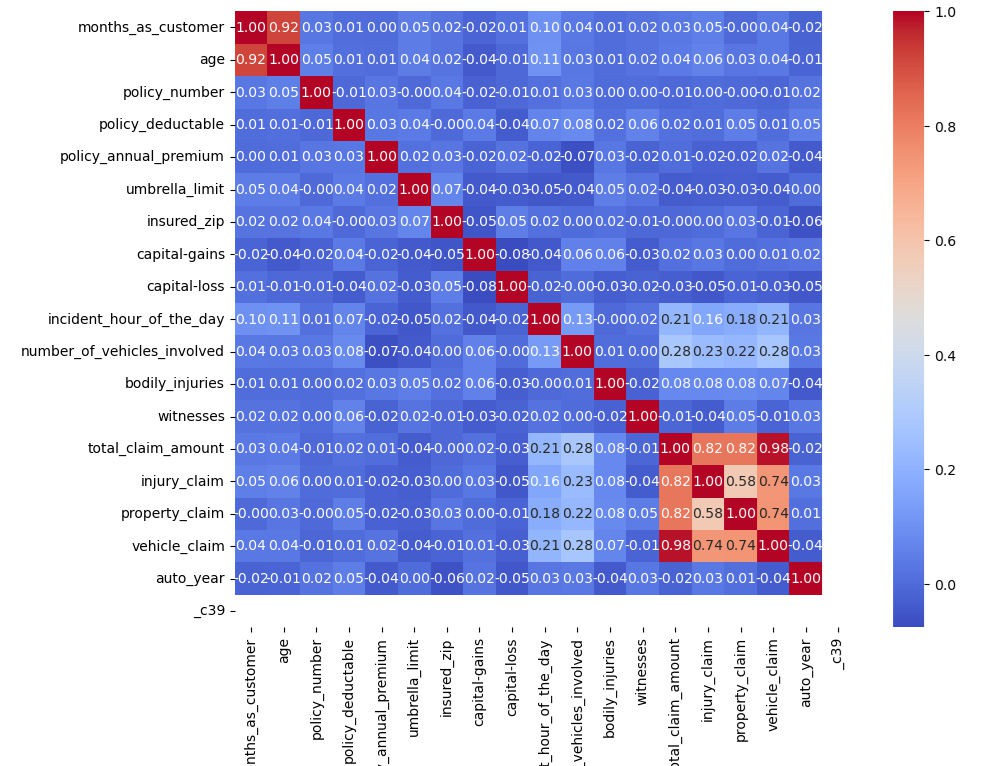 months_as_customer 1.00 0.92 0.03 0.01 0.00 0.05 0.02 -0.02 0.01 0.10 0.04 0.01 0.02 0.03 0.05 -0.00 0.04 -0.02
age 0.92 1.00 0.05 0.01 0.01 0.04 0.02 -0.04 -0.01 0.11 0.03 0.01 0.02 0.04 0.06 0.03 0.04 -0.01
policy_number 0.03 0.05 1.00 -0.01 0.03 -0.00 0.04 -0.02 -0.01 0.01 0.03 0.00 0.00 -0.01 0.00 -0.00 -0.01 0.02
policy_deductable 0.01 0.01 -0.01 1.00 0.03 0.04 -0.00 0.04 -0.04 0.07 0.08 0.02 0.06 0.02 0.01 0.05 0.01 0.05
policy_annual_premium 0.00 0.01 0.03 0.03 1.00 0.02 0.03 -0.02 0.02 -0.02 -0.07 0.03 -0.02 0.01 -0.02 -0.02 0.02 -0.04
umbrella_limit 0.05 0.04 -0.00 0.04 0.02 1.00 0.07 -0.04 -0.03 -0.05 -0.04 0.05 0.02 -0.04 -0.03 -0.03 -0.04 0.00
insured_zip 0.02 0.02 0.04 -0.00 0.03 0.07 1.00 -0.05 0.05 0.02 0.00 0.02 -0.01 -0.00 0.00 0.03 -0.01 -0.06
capital-gains -0.02 -0.04 -0.02 0.04 -0.02 -0.04 -0.05 1.00 -0.08 -0.04 0.06 0.06 -0.03 0.02 0.03 0.00 0.01 0.02
capital-loss 0.01 -0.01 -0.01 -0.04 0.02 -0.03 0.05 -0.08 1.00 -0.02 -0.00 -0.03 -0.02 -0.03 -0.05 -0.01 -0.03 -0.05
incident_hour_of_the_day 0.10 0.11 0.01 0.07 -0.02 -0.05 0.02 -0.04 -0.02 1.00 0.13 -0.00 0.02 0.21 0.16 0.18 0.21 0.03
number_of_vehicles_involved 0.04 0.03 0.03 0.08 -0.07 -0.04 0.00 0.06 -0.00 0.13 1.00 0.01 0.00 0.28 0.23 0.22 0.28 0.03
bodily_injuries 0.01 0.01 0.00 0.02 0.03 0.05 0.02 0.06 -0.03 -0.00 0.01 1.00 -0.02 0.08 0.08 0.08 0.07 -0.04
witnesses 0.02 0.02 0.00 0.06 -0.02 0.02 -0.01 -0.03 -0.02 0.02 0.00 -0.02 1.00 -0.01 -0.04 0.05 -0.01 0.03
total_claim_amount 0.03 0.04 -0.01 0.02 0.01 -0.04 -0.00 0.02 -0.03 0.21 0.28 0.08 -0.01 1.00 0.82 0.82 0.98 -0.02
injury_claim 0.05 0.06 0.00 0.01 -0.02 -0.03 0.00 0.03 -0.05 0.16 0.23 0.08 -0.04 0.82 1.00 0.58 0.74 0.03
property_claim -0.00 0.03 -0.00 0.05 -0.02 -0.03 0.03 0.00 -0.01 0.18 0.22 0.08 0.05 0.82 0.58 1.00 0.74 0.01
vehicle_claim 0.04 0.04 -0.01 0.01 0.02 -0.04 -0.01 0.01 -0.03 0.21 0.28 0.07 -0.01 0.98 0.74 0.74 1.00 -0.04
auto_year -0.02 -0.01 0.02 0.05 -0.04 0.00 -0.06 0.02 -0.05 0.03 0.03 -0.04 0.03 -0.02 0.03 0.01 -0.04 1.00
_c39
nths_as_customer
age
policy_number
policy_deductable
y_annual_premium
umbrella_limit
insured_zip
capital-gains
capital-loss
t_hour_of_the_day
_vehicles_involved
bodily_injuries
witnesses
otal_claim_amount
injury_claim
property_claim
vehicle_claim
auto_year
_c39
1.0
0.8
0.6
0.4
0.2
0.0